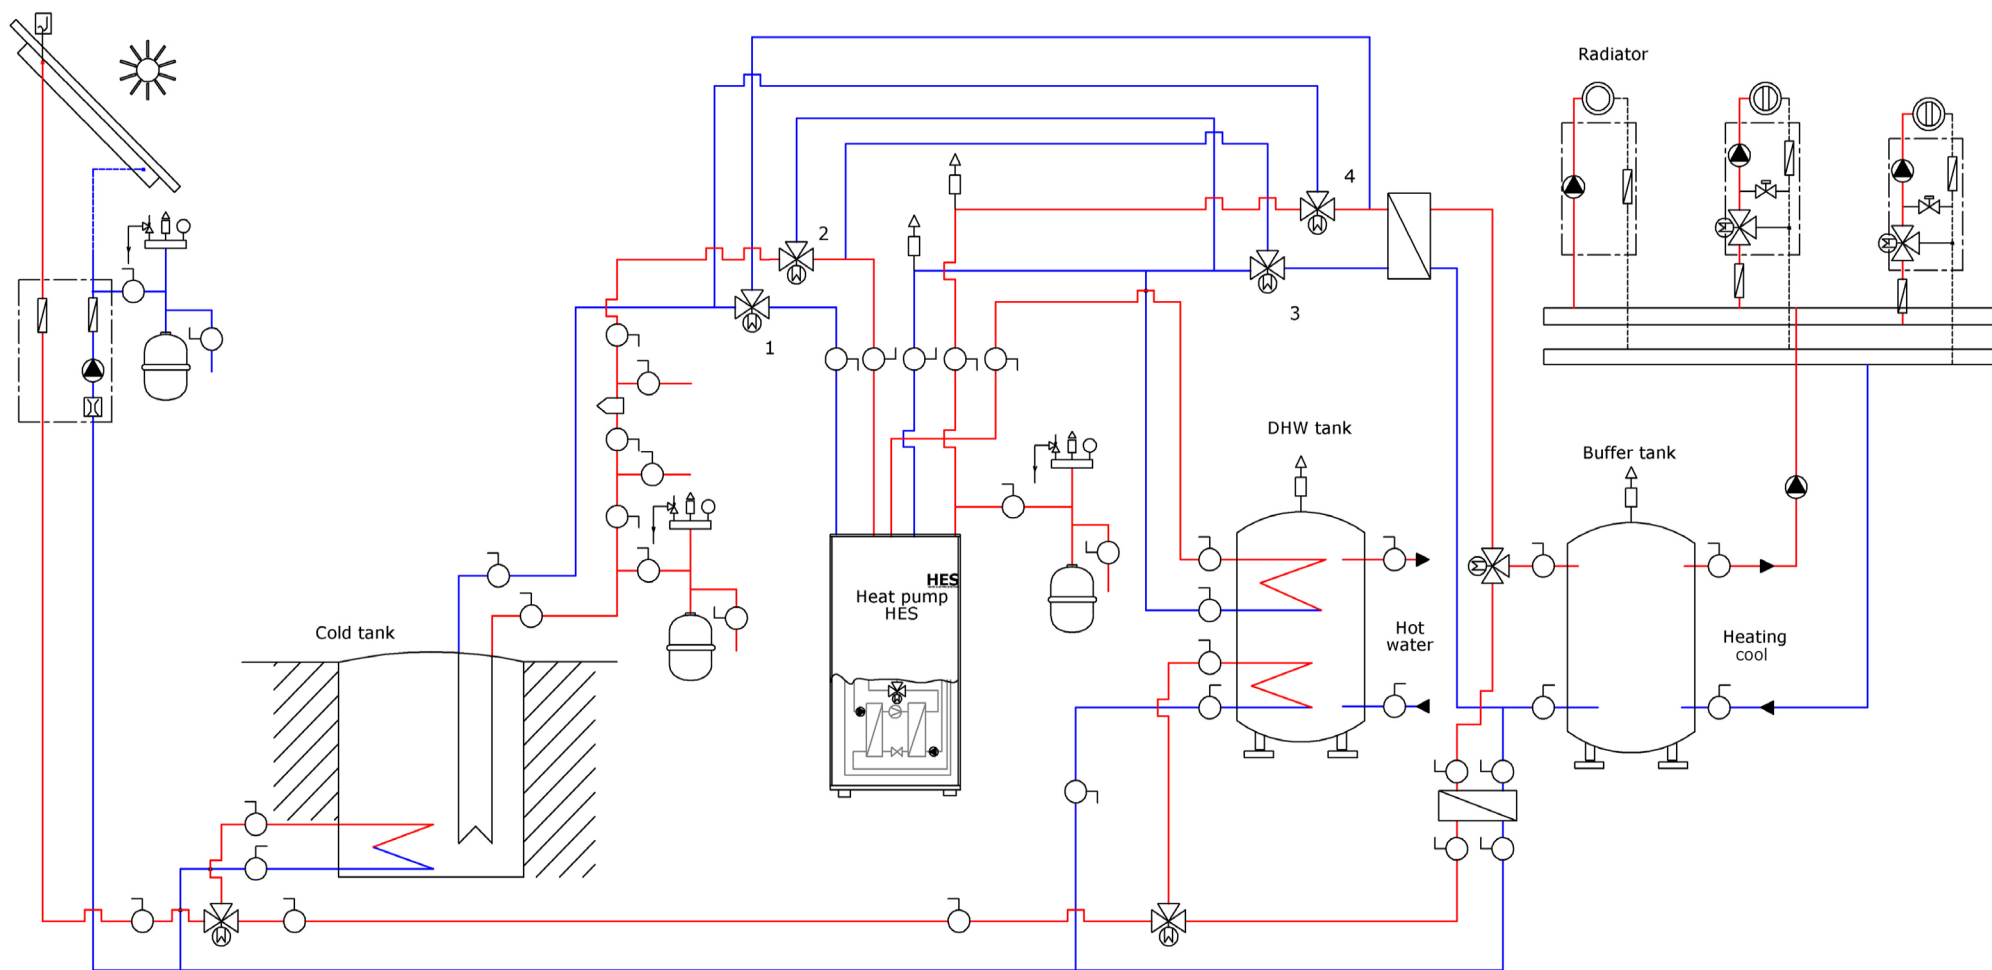 Radiator
4
2
3
1
DHW tank
Buffer tank
HES
Heat pump
HES
Cold tank
Hot
water
Heating
cool